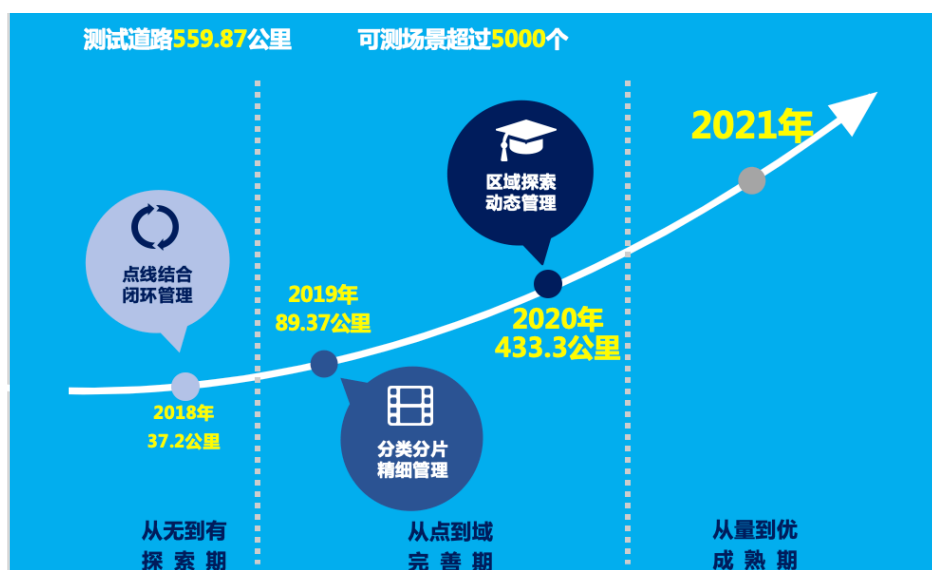 测试道路559.87公里 可测场景超过5000个
2021年
区域探索
动态管理
点线结合
闭环管理
2019年
89.37公里
2020年
433.3公里
2018年
37.2公里
分类分片
精细管理
从无到有
探索期
从点到域
完善期
从量到优
成熟期